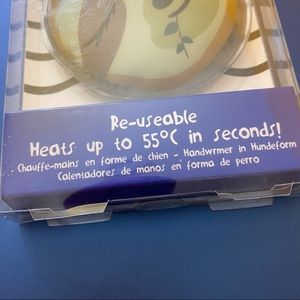 Re-useable
Heats up to 55°C in seconds!
Chauffe-mains en forme de chien - Handwrmer in Hundeform
Calentadores de manos en forma de perro